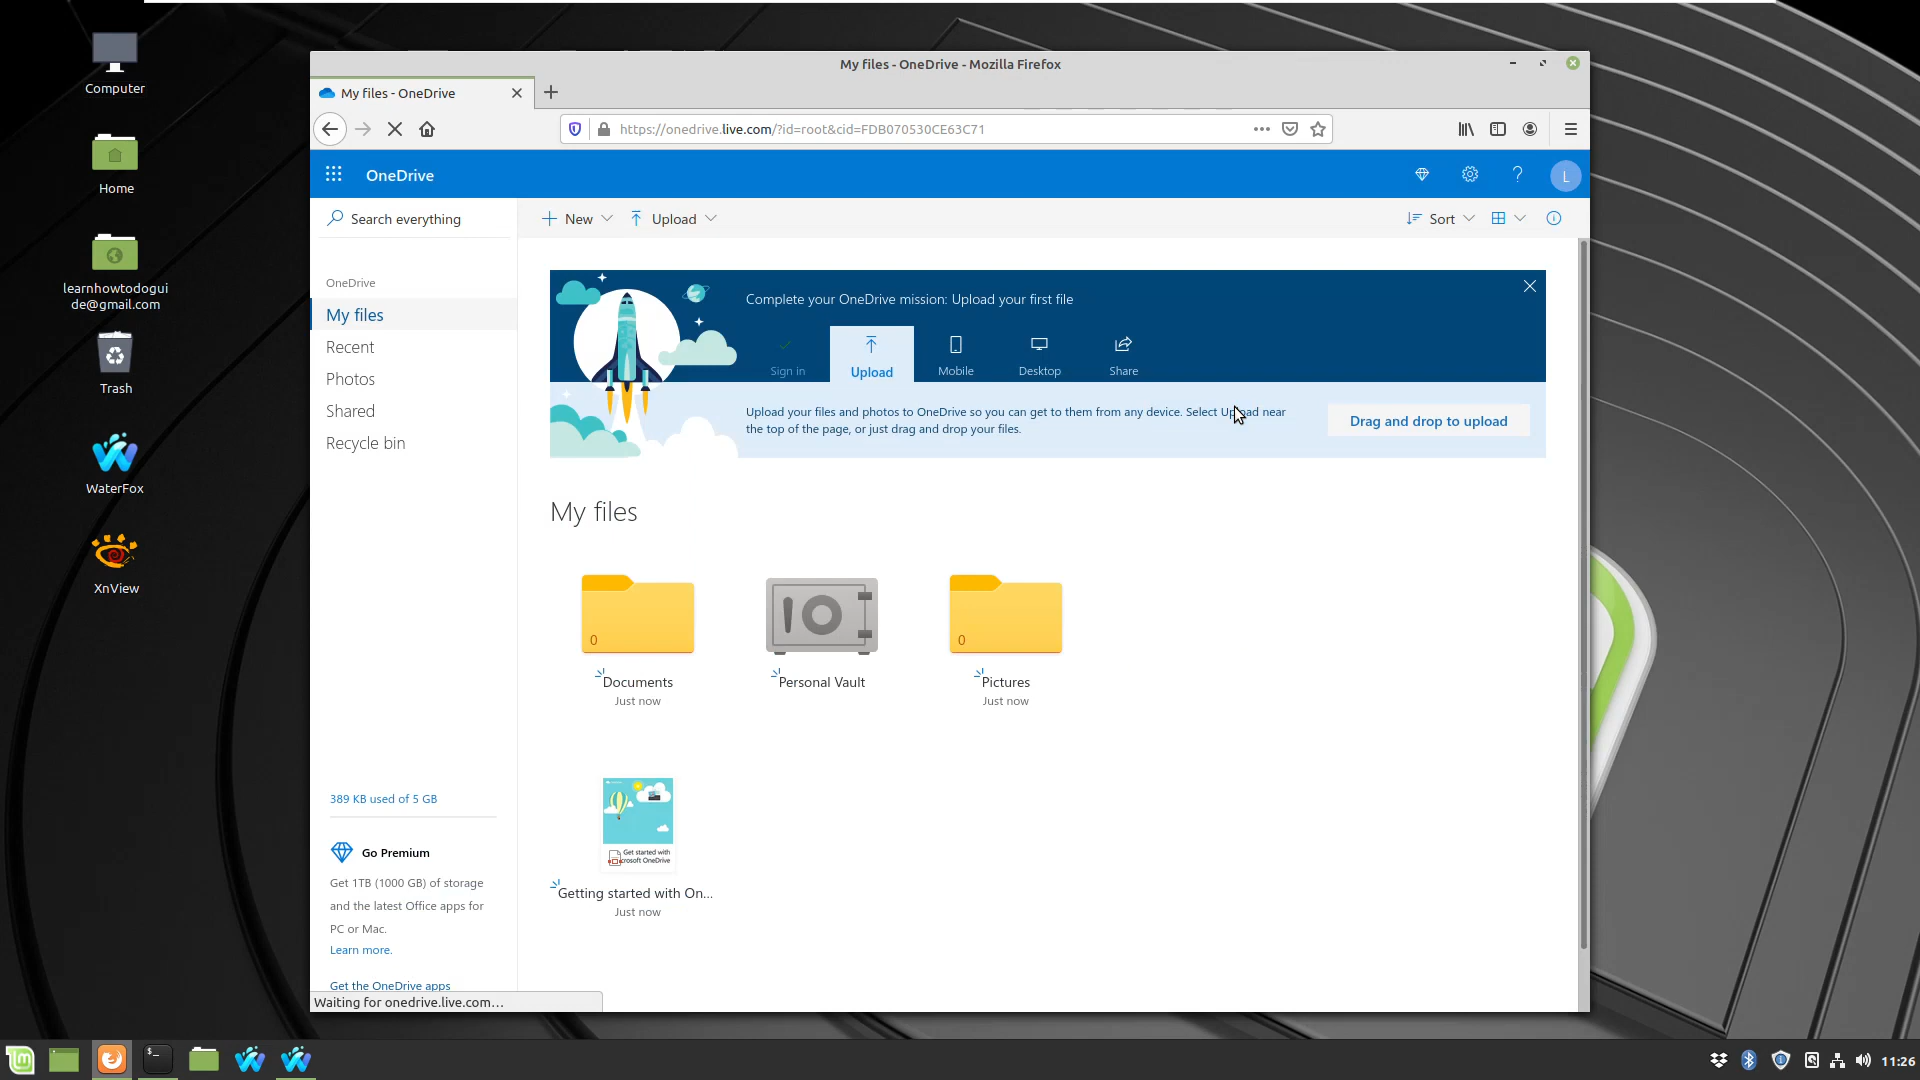 Computer
Home
learnhowtodogui
de@gmail.com
Trash
WaterFox
XnView
My files - OneDrive - Mozilla Firefox
My files - OneDrive
https://onedrive.live.com/?id=root&cid=FDB070530CE63C71
OneDrive
L
Search everything
New
Upload
Sort
OneDrive
My files
Recent
Photos
Shared
Recycle bin
389 KB used of 5 GB
Go Premium
Get 1TB (1000 GB) of storage
and the latest Office apps for
PC or Mac.
Learn more.
Get the OneDrive apps
Waiting for onedrive.live.com...
Complete your OneDrive mission: Upload your first file
Sign in
Upload
Mobile
Desktop
Share
Upload your files and photos to OneDrive so you can get to them from any device. Select Upload near
the top of the page, or just drag and drop your files.
Drag and drop to upload
My files
0
Documents
Just now
Personal Vault
0
Pictures
Just now
Get started with
crosoft OneDrive
Getting started with On...
Just now
11:26